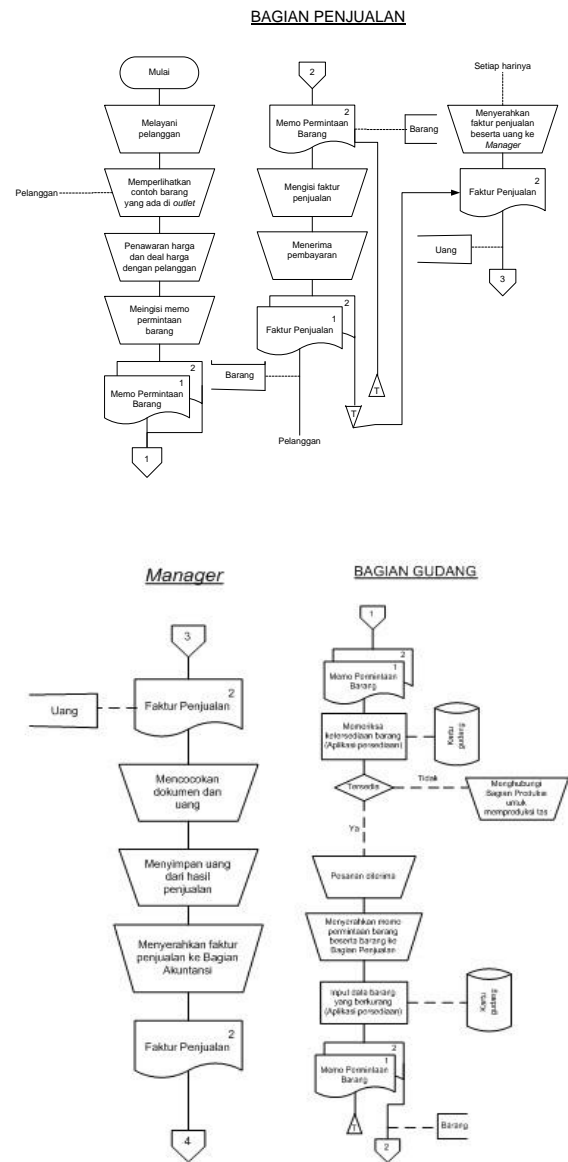 BAGIAN PENJUALAN
Mulai
Melayani
pelanggan
Pelanggan
Memperlihatkan
contoh barang
yang ada di outlet
Penawaran harga
dan deal harga
dengan pelanggan
Meingisi memo
permintaan
barang
2
1
Memo Permintaan
Barang
1
2
2
Memo Permintaan
Barang
Barang
Mengisi faktur
penjualan
Menerima
pembayaran
2
1
Faktur Penjualan
Barang
Pelanggan
T
T
Setiap harinya
Menyerahkan
faktur penjualan
beserta uang ke
Manager
2
Faktur Penjualan
Uang
3
Manager
3
2
Faktur Penjualan
Uang
Mencocokan
dokumen dan
uang
Menyimpan uang
dari hasil
penjualan
Menyerahkan faktur
penjualan ke Bagian
Akuntansi
2
Faktur Penjualan
4
BAGIAN GUDANG
1
2
1
Memo Permintaan
Barang
Memeriksa
ketersediaan barang
(Aplikasi persediaan)
Kartu
gudang
Tersedia
Tidak
Menghubungi
Bagian Produksi
untuk
memproduksi tas
Ya
Pesanan diterima
Menyerahkan memo
permintaan barang
beserta barang ke
Bagian Penjualan
Input data barang
yang berkurang
(Aplikasi persediaan)
Kartu
gudang
2
1
Memo Permintaan
Barang
T
Barang
2